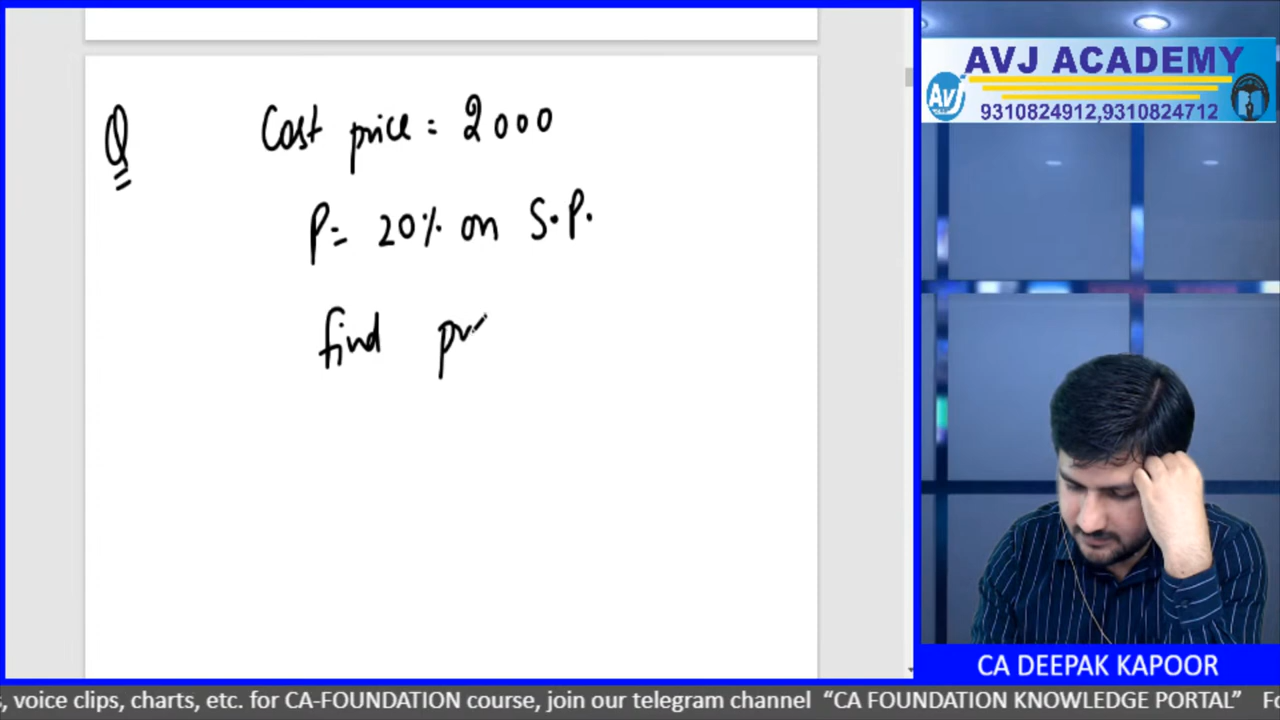 Q Cost price = 2000
P = 20% on S.P.
find
AVJ ACADEMY
AV
9310824912,9310824712
CA DEEPAK KAPOOR
, voice clips, charts, etc. for CA-FOUNDATION course, join our telegram channel "CA FOUNDATION KNOWLEDGE PORTAL" Fo